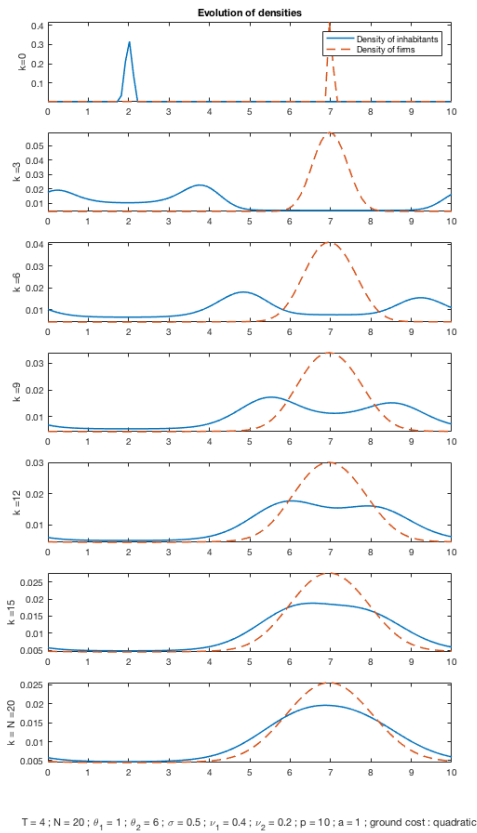 Evolution of densities
0.4
0.3
0.2
0.1
k=0
Density of inhabitants
Density of firms
0 1 2 3 4 5 6 7 8 9 10
0.05
0.04
0.03
0.02
0.01
k =3
0 1 2 3 4 5 6 7 8 9 10
0.04
0.03
0.02
0.01
k =6
0 1 2 3 4 5 6 7 8 9 10
0.03
0.02
0.01
k =9
0 1 2 3 4 5 6 7 8 9 10
0.03
0.02
0.01
k =12
0 1 2 3 4 5 6 7 8 9 10
0.025
0.02
0.015
0.01
0.005
k =15
0 1 2 3 4 5 6 7 8 9 10
0.025
0.02
0.015
0.01
0.005
k = N =20
0 1 2 3 4 5 6 7 8 9 10
T = 4 ; N = 20 ; θ₁ = 1 ; θ₂ = 6 ; σ = 0.5 ; ν₁ = 0.4 ; ν₂ = 0.2 ; p = 10 ; a = 1 ; ground cost : quadratic